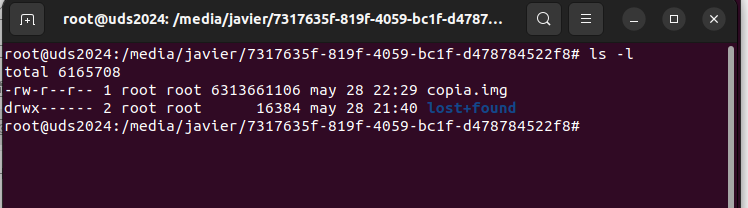 root@uds2024: /media/javier/7317635f-819f-4059-bc1f-d4787...
root@uds2024:/media/javier/7317635f-819f-4059-bc1f-d478784522f8# ls -l
total 6165708
-rw-r--r-- 1 root root 6313661106 may 28 22:29 copia.img
drwx------ 2 root root      16384 may 28 21:40 lost+found
root@uds2024:/media/javier/7317635f-819f-4059-bc1f-d478784522f8#